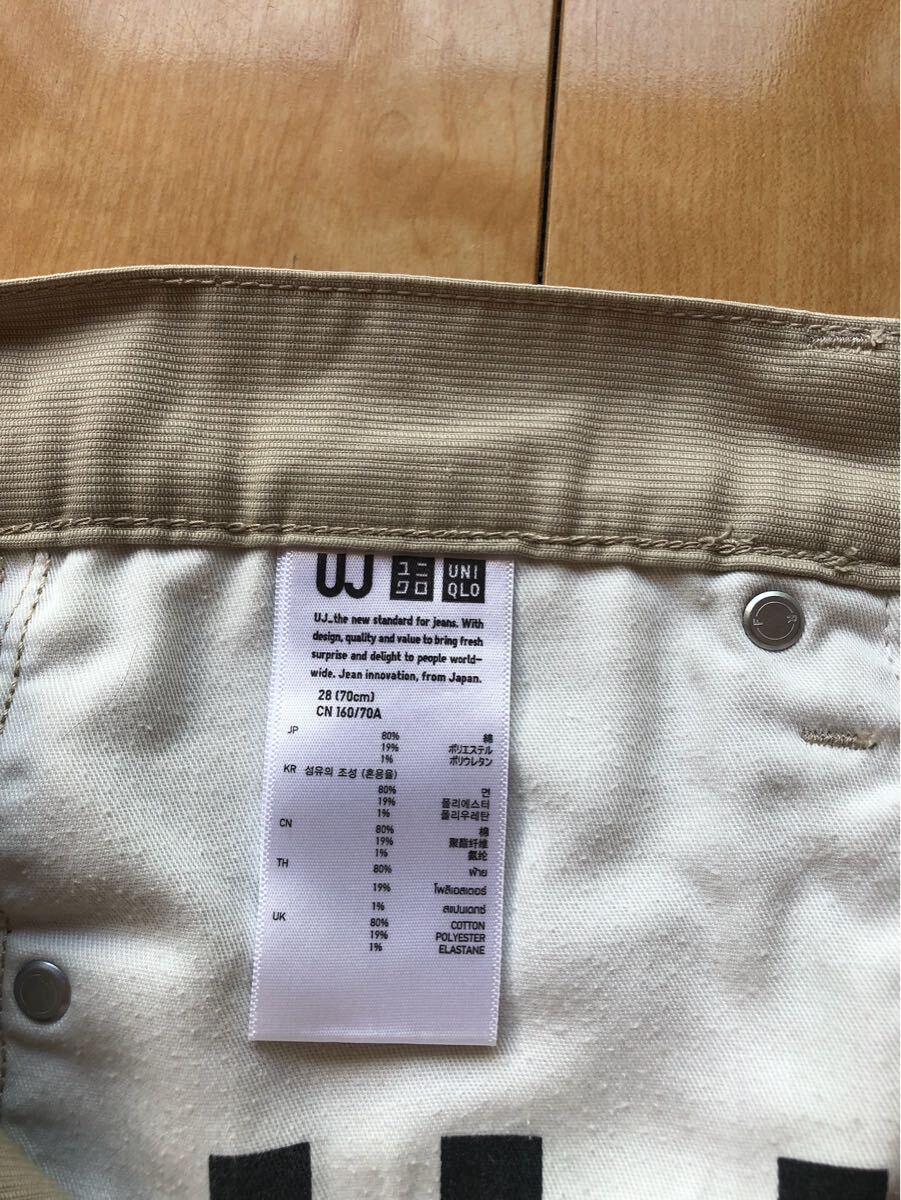 UJ ユニクロ UNIQLO
UJ_the new standard for jeans. With
design, quality and value to bring fresh
surprise and delight to people world-
wide. Jean innovation, from Japan.
28 (70cm)
CN 160/70A
JP 80% 綿
19% ポリエステル
1% ポリウレタン
KR 섬유의 조성 (혼용율)
80% 면
19% 폴리에스터
1% 폴리우레탄
CN 80% 棉
19% 聚酯纤维
1% 氨纶
TH 80% ฝ้าย
19% โพลีเอสเตอร์
1% สแปนเดกซ์
UK 80% COTTON
19% POLYESTER
1% ELASTANE